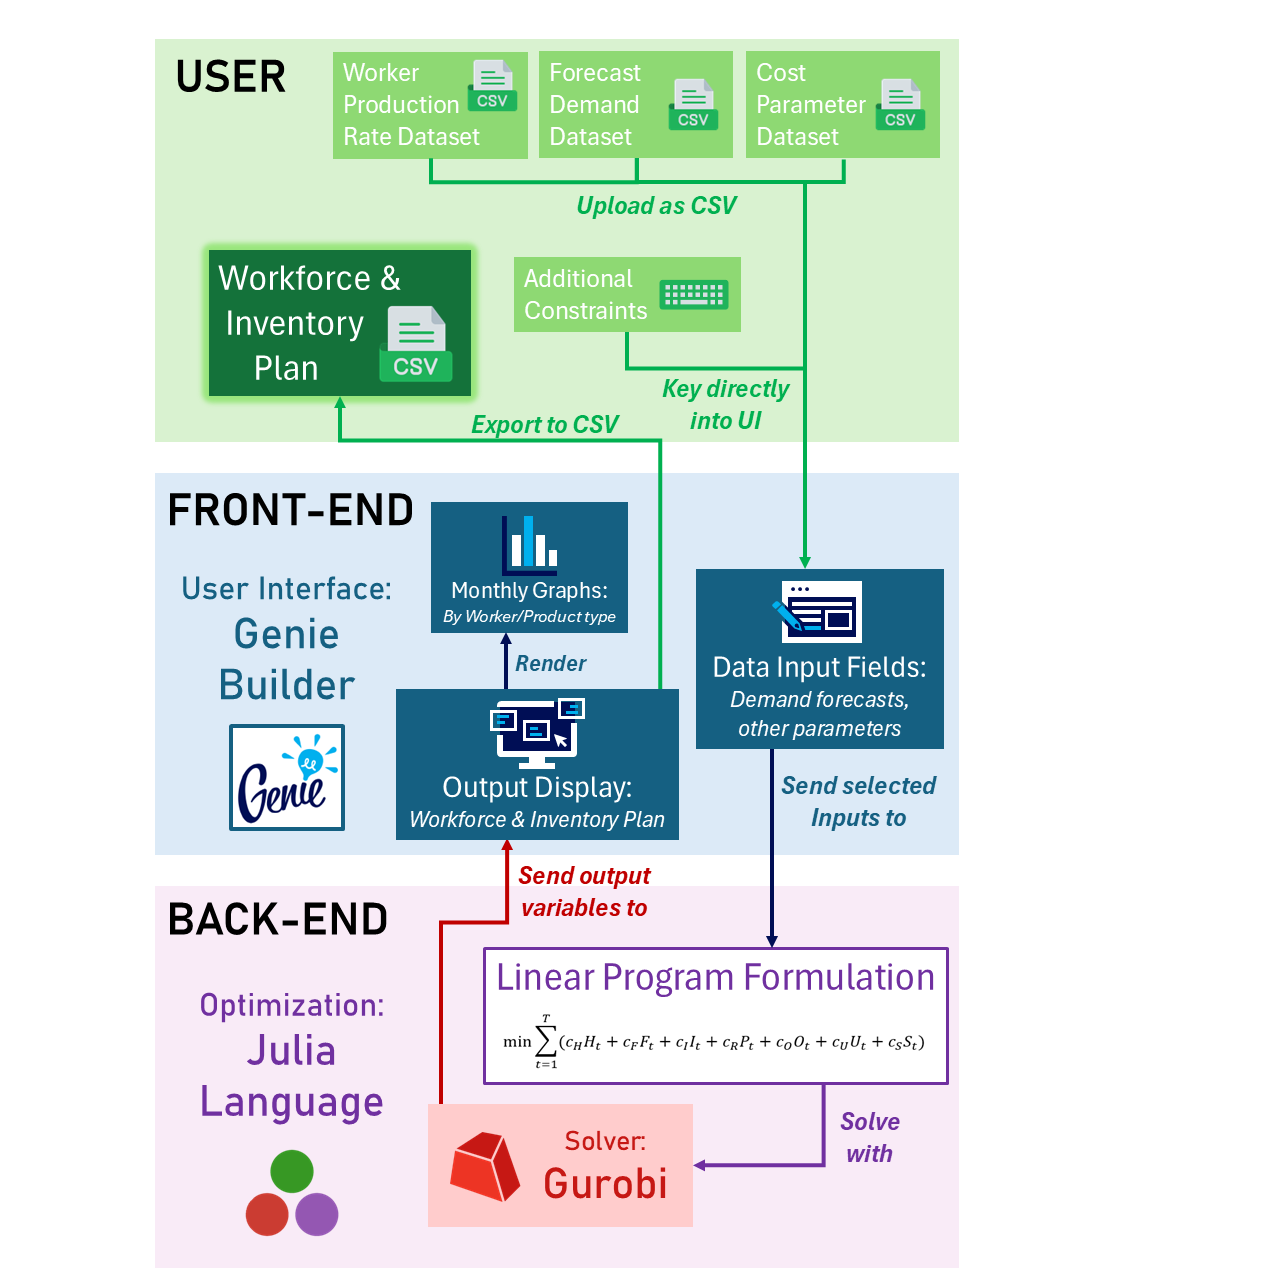 USER
Worker
Production
Rate Dataset
CSV
Forecast
Demand
Dataset
CSV
Cost
Parameter
Dataset
CSV
Upload as CSV
Workforce &
Inventory
Plan
CSV
Additional
Constraints
Key directly
into UI
Export to CSV
FRONT-END
User Interface:
Genie
Builder
Genie
Monthly Graphs:
By Worker/Product type
Render
Output Display:
Workforce & Inventory Plan
Data Input Fields:
Demand forecasts,
other parameters
Send selected
Inputs to
Send output
variables to
BACK-END
Optimization:
Julia
Language
Linear Program Formulation
min ∑_{t=1}^{T} (c_H H_t + c_F F_t + c_I I_t + c_R P_t + c_O O_t + c_U U_t + c_S S_t)
Solve
with
Solver:
Gurobi